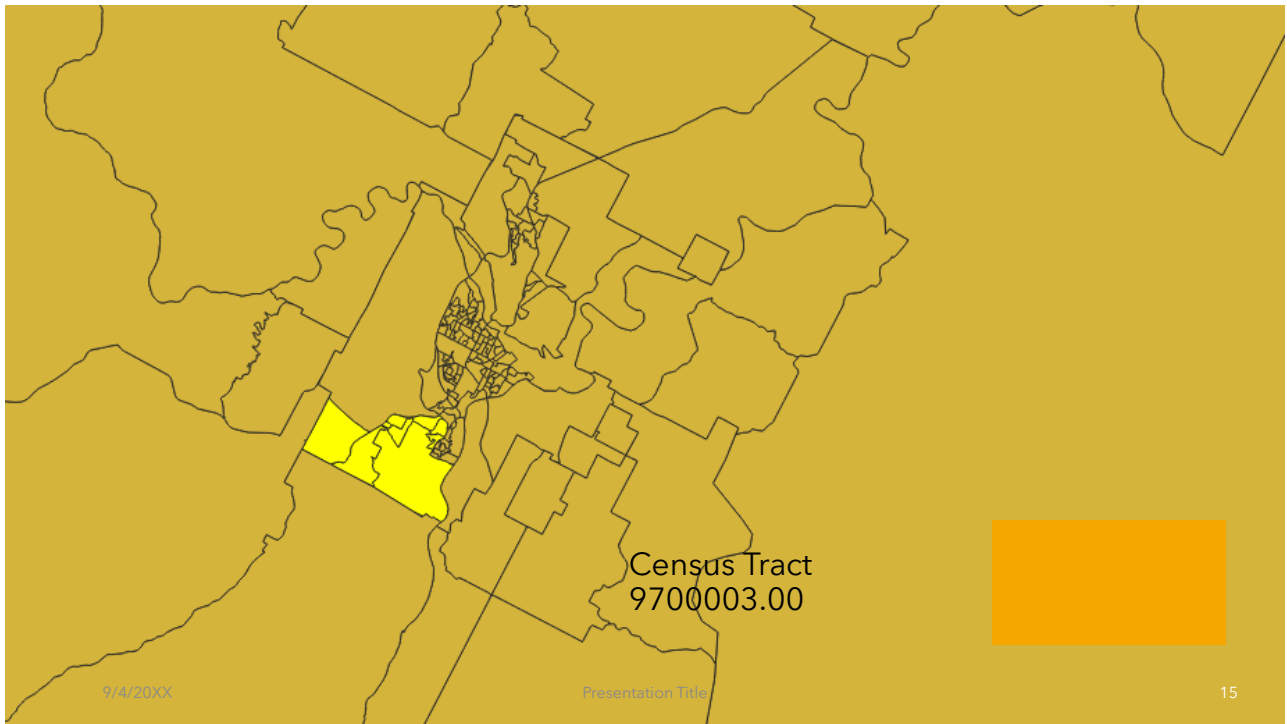 Census Tract
9700003.00
9/4/20XX
Presentation Title
15